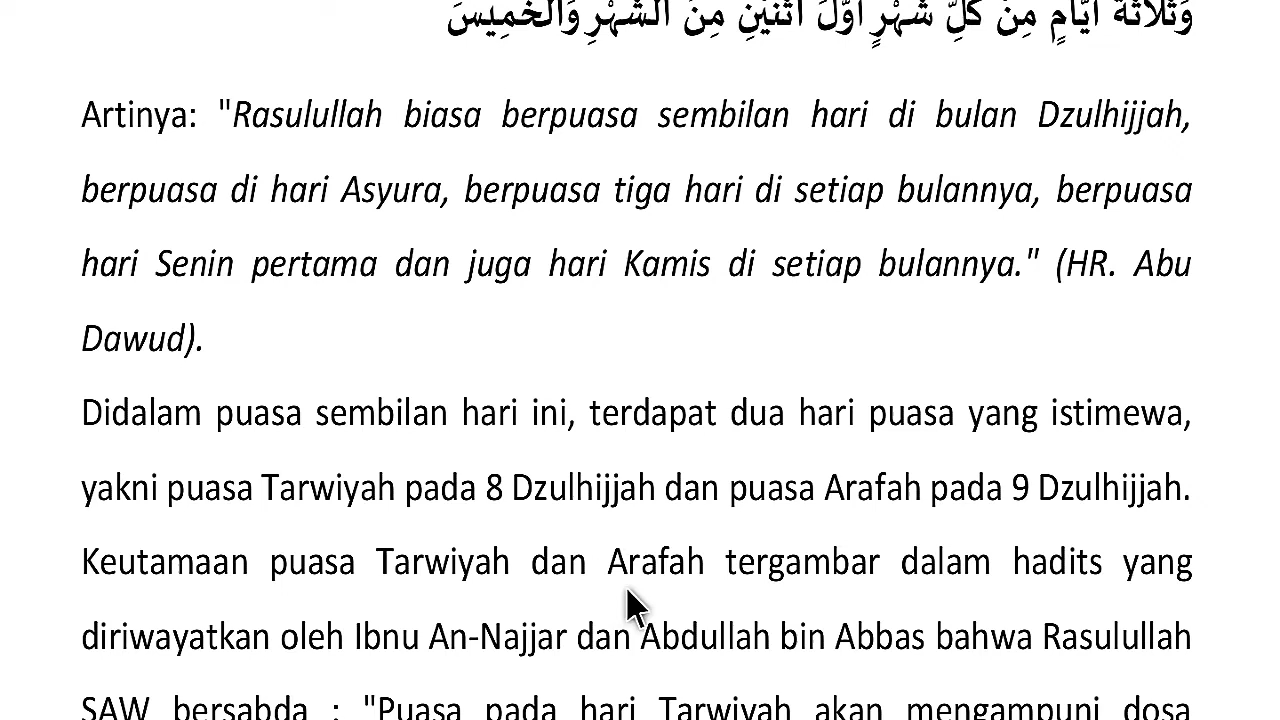 وَثَلَاثَةَ أَيَّامٍ مِنْ كُلِّ شَهْرٍ أَوَّلَ اثْنَيْنِ مِنَ الشَّهْرِ وَالْخَمِيسَ
Artinya: "Rasulullah biasa berpuasa sembilan hari di bulan Dzulhijjah,
berpuasa di hari Asyura, berpuasa tiga hari di setiap bulannya, berpuasa
hari Senin pertama dan juga hari Kamis di setiap bulannya." (HR. Abu
Dawud).
Didalam puasa sembilan hari ini, terdapat dua hari puasa yang istimewa,
yakni puasa Tarwiyah pada 8 Dzulhijjah dan puasa Arafah pada 9 Dzulhijjah.
Keutamaan puasa Tarwiyah dan Arafah tergambar dalam hadits yang
diriwayatkan oleh Ibnu An-Najjar dan Abdullah bin Abbas bahwa Rasulullah
SAW bersabda : "Puasa pada hari Tarwiyah akan mengampuni dosa